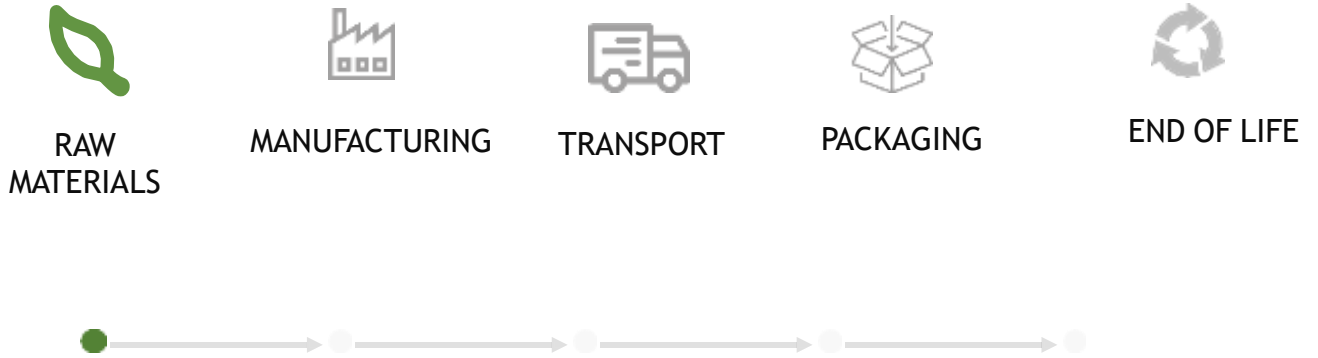 RAW
MATERIALS
MANUFACTURING
TRANSPORT
PACKAGING
END OF LIFE